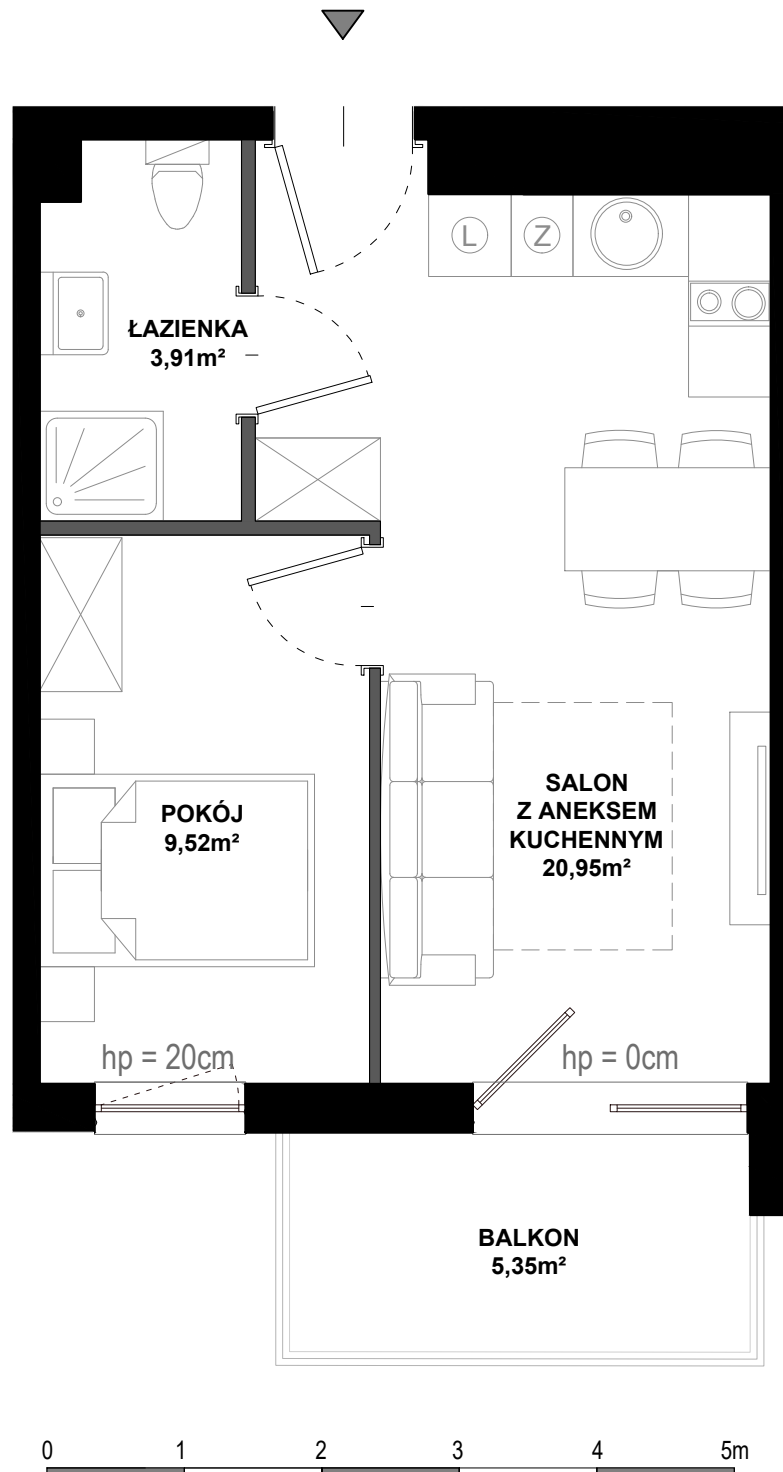 L
Z
ŁAZIENKA
3,91m²
POKÓJ
9,52m²
SALON
Z ANEKSEM
KUCHENNYM
20,95m²
hp = 20cm
hp = 0cm
BALKON
5,35m²
0 1 2 3 4 5m